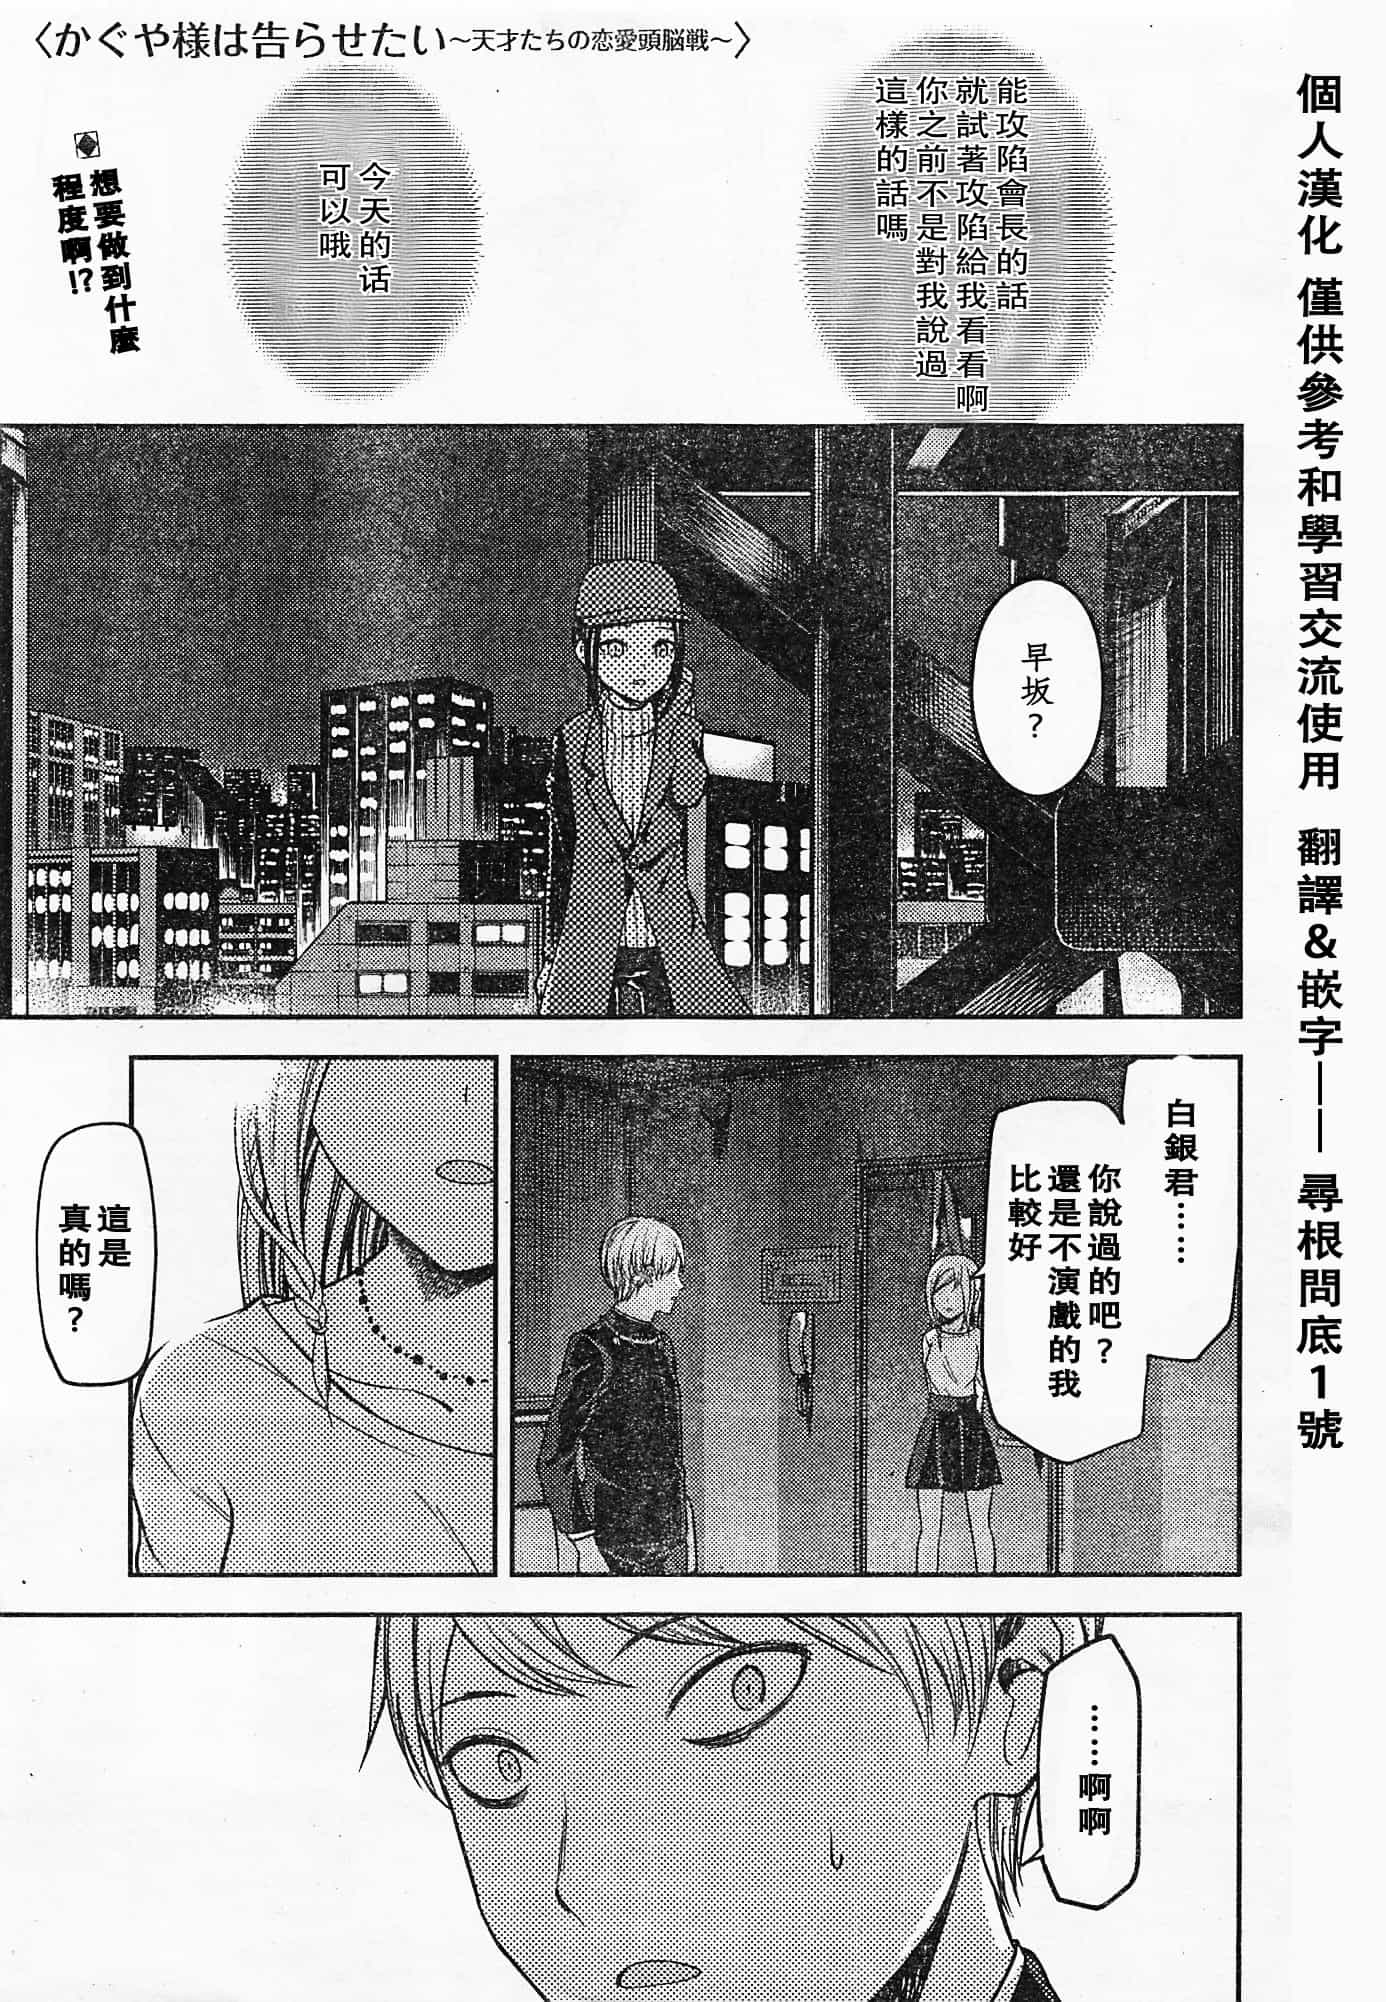 〈かぐや様は告らせたい～天才たちの恋愛頭脳戦～〉
個人漢化 僅供參考和學習交流使用 翻譯&嵌字—— 尋根問底1號
能攻陷會長的話
就試著攻陷給我看看啊
你之前不是對我說過
這樣的話嗎
今天的话
可以哦
想要做到什麼
程度啊!?
早坂？
白銀君……
你說過的吧？
還是不演戲的我
比較好
這是
真的嗎？
……啊啊